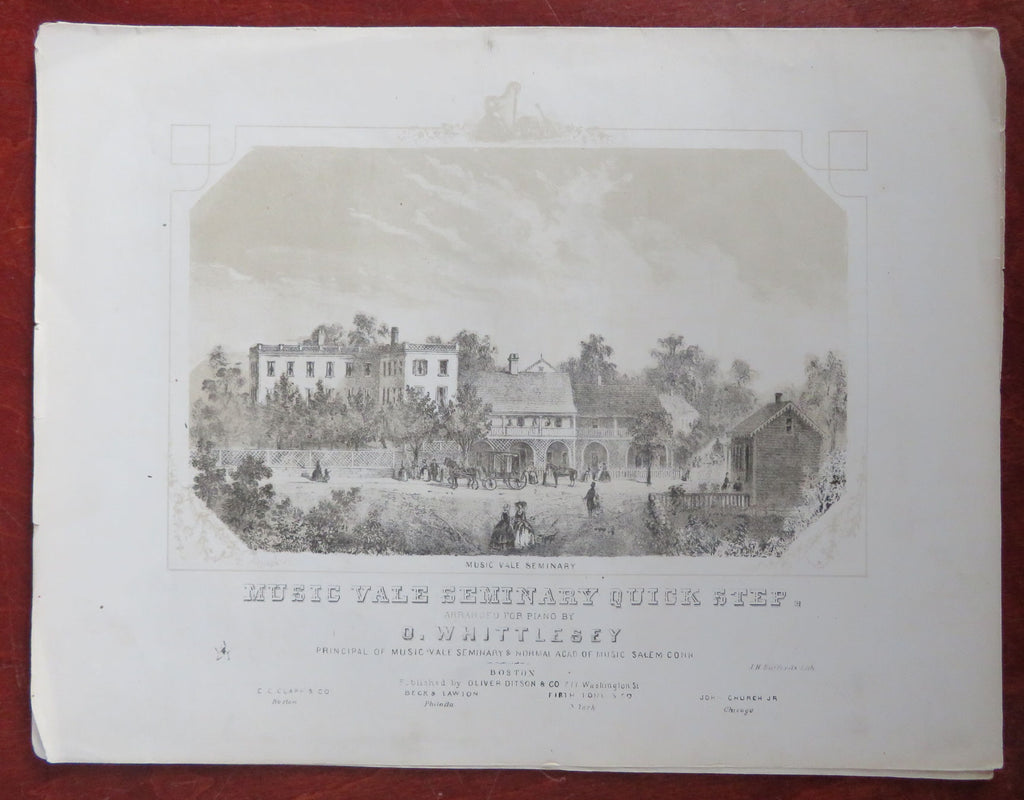 MUSIC VALE SEMINARY
MUSIC VALE SEMINARY QUICK STEP.
ARRANGED FOR PIANO BY
O. WHITTLESEY
PRINCIPAL OF MUSIC VALE SEMINARY & NORMAL ACAD. OF MUSIC SALEM CONN
J.H. Bufford's Lith.
BOSTON
Published by OLIVER DITSON & CO 277 Washington St
C.C. CLAPP & CO BECK & LAWTON FIRTH POND & CO JOHN CHURCH JR
Boston Philada N York Chicago